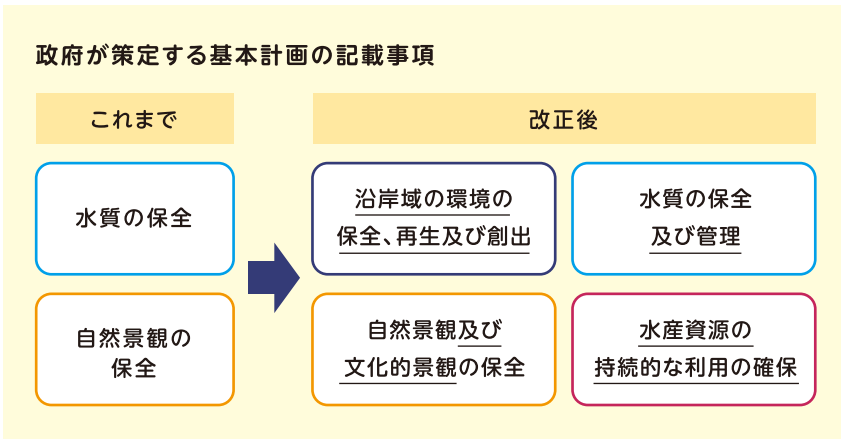 政府が策定する基本計画の記載事項
これまで
改正後
水質の保全
自然景観の
保全
沿岸域の環境の
保全、再生及び創出
水質の保全
及び管理
自然景観及び
文化的景観の保全
水産資源の
持続的な利用の確保